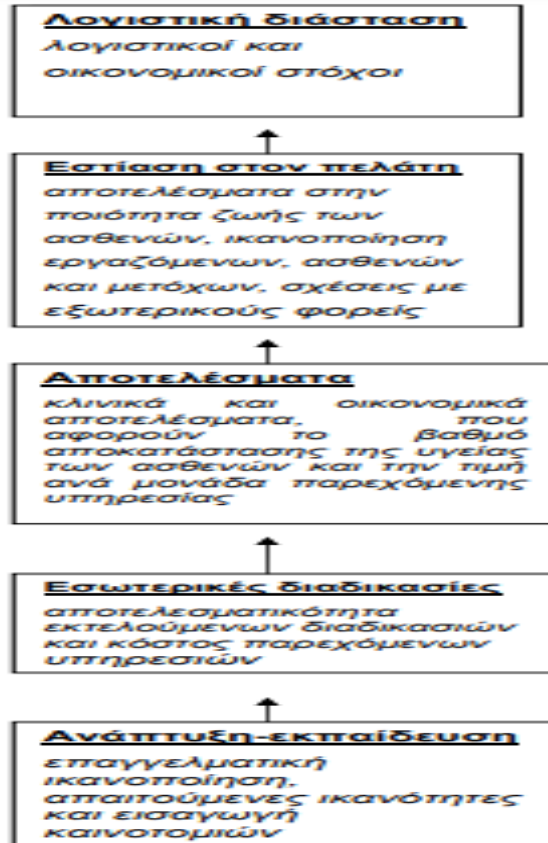 Λογιστική διάσταση
λογιστικοί και
οικονομικοί στόχοι
Εστίαση στον πελάτη
αποτελέσματα στην
ποιότητα ζωής των
ασθενών, ικανοποίηση
εργαζόμενων, ασθενών
και μετόχων, σχέσεις με
εξωτερικούς φορείς
Αποτελέσματα
κλινικά και οικονομικά
αποτελέσματα, που
αφορούν το βαθμό
αποκατάστασης της υγείας
των ασθενών και την τιμή
ανά μονάδα παρεχόμενης
υπηρεσίας
Εσωτερικές διαδικασίες
αποτελεσματικότητα
εκτελούμενων διαδικασιών
και κόστος παρεχόμενων
υπηρεσιών
Ανάπτυξη-εκπαίδευση
επαγγελματική
ικανοποίηση,
απαιτούμενες ικανότητες
και εισαγωγή
καινοτομιών